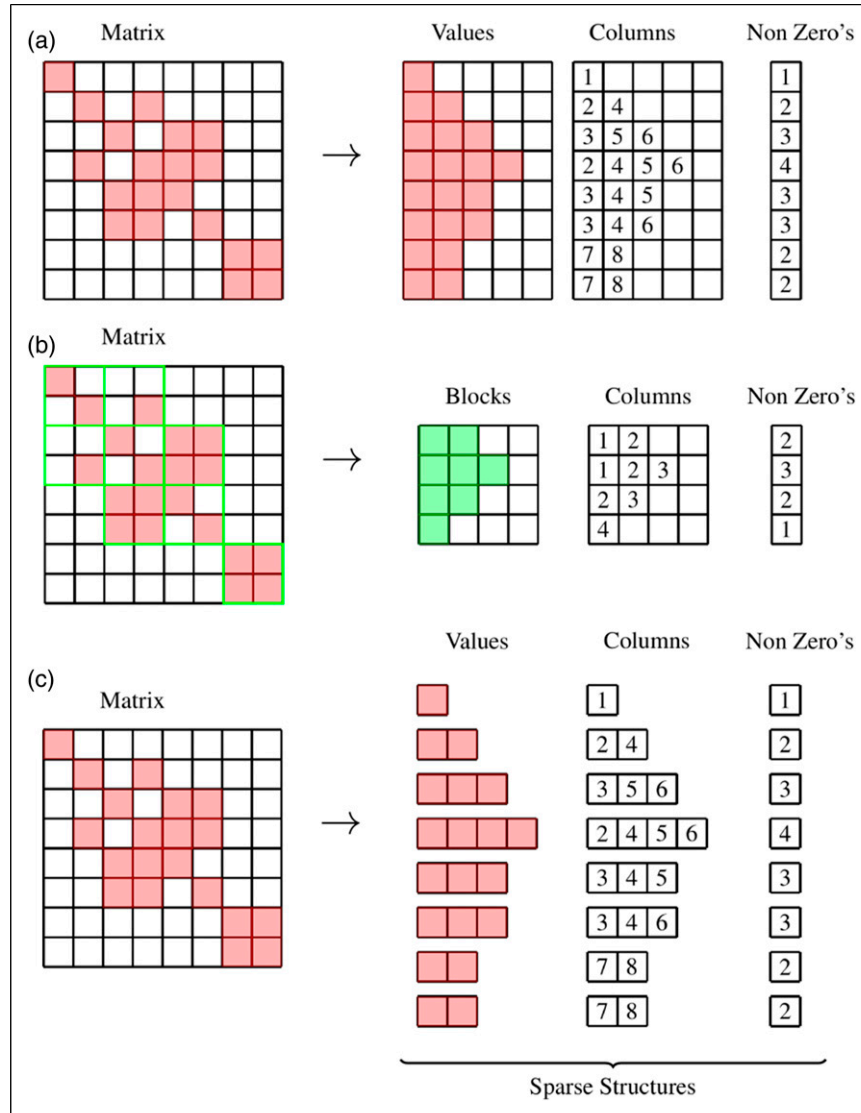 (a)
Matrix Values Columns Non Zero's
1 1
2 4 2
3 5 6 3
2 4 5 6 4
3 4 5 3
3 4 6 3
7 8 2
7 8 2
(b)
Matrix
Blocks Columns Non Zero's
1 2 2
1 2 3 3
2 3 2
4 1
(c)
Matrix
Values Columns Non Zero's
1 1
2 4 2
3 5 6 3
2 4 5 6 4
3 4 5 3
3 4 6 3
7 8 2
7 8 2
Sparse Structures